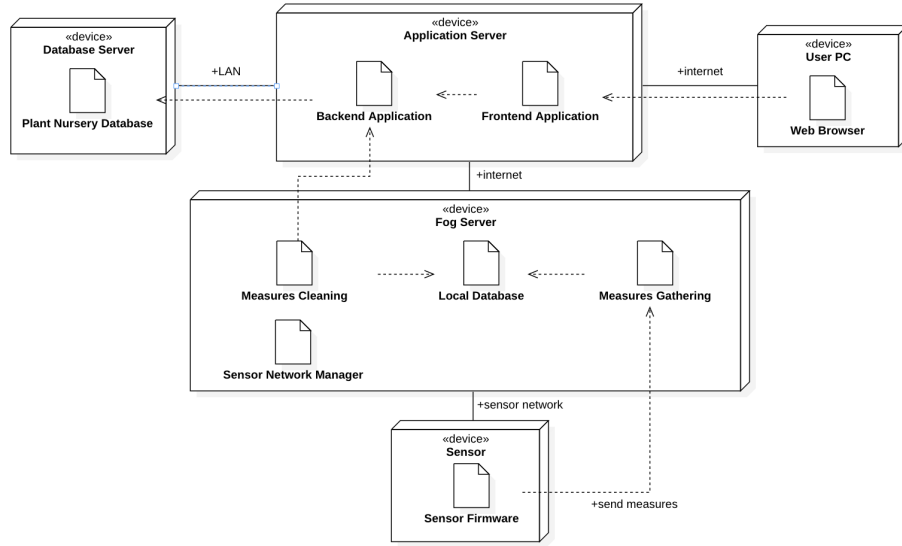 «device»
Database Server
Plant Nursery Database
+LAN
«device»
Application Server
Backend Application
Frontend Application
+internet
«device»
User PC
Web Browser
+internet
«device»
Fog Server
Measures Cleaning
Local Database
Measures Gathering
Sensor Network Manager
+sensor network
«device»
Sensor
Sensor Firmware
+send measures